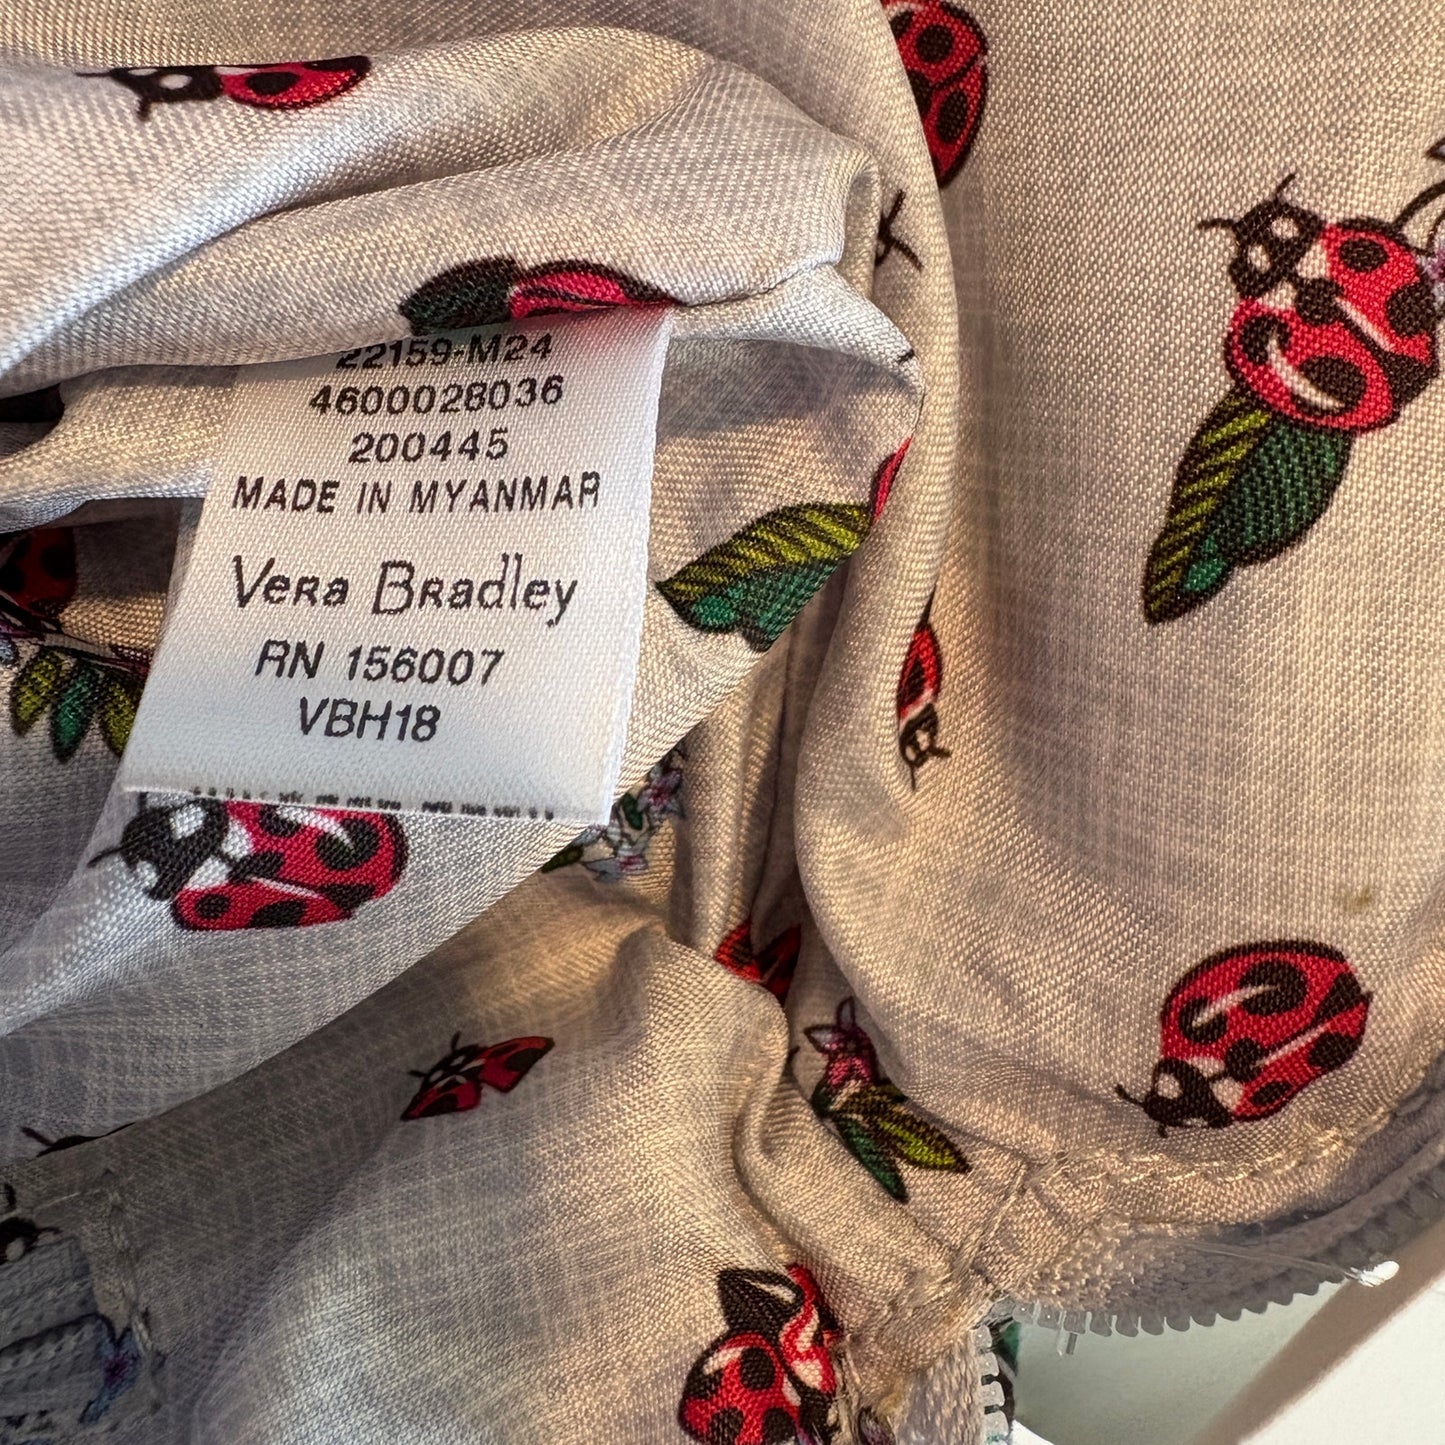 22159-M24
4600028036
200445
MADE IN MYANMAR
Vera Bradley
RN 156007
VBH18